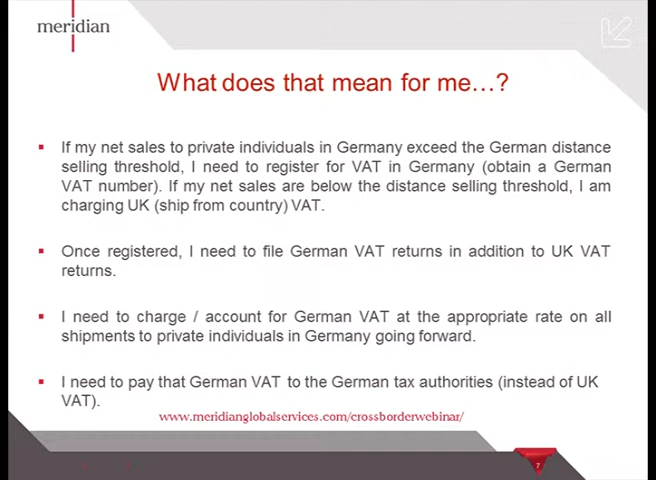 meridian
What does that mean for me…?
▪ If my net sales to private individuals in Germany exceed the German distance
selling threshold, I need to register for VAT in Germany (obtain a German
VAT number). If my net sales are below the distance selling threshold, I am
charging UK (ship from country) VAT.
▪ Once registered, I need to file German VAT returns in addition to UK VAT
returns.
▪ I need to charge / account for German VAT at the appropriate rate on all
shipments to private individuals in Germany going forward.
▪ I need to pay that German VAT to the German tax authorities (instead of UK
VAT).
www.meridianglobalservices.com/crossborderwebinar/
7